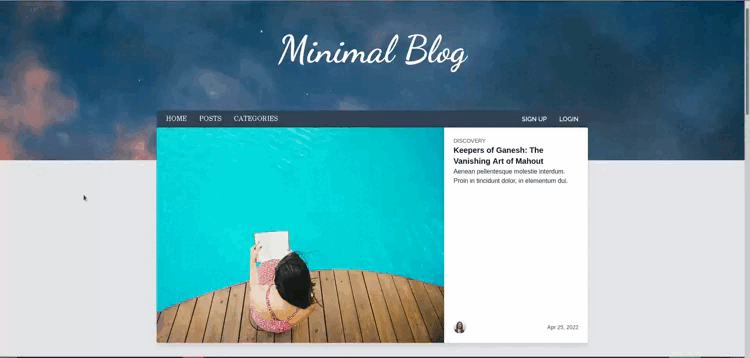 Minimal Blog
HOME POSTS CATEGORIES SIGN UP LOGIN
DISCOVERY
Keepers of Ganesh: The
Vanishing Art of Mahout
Aenean pellentesque molestie interdum.
Proin in tincidunt dolor, in elementum dui.
Apr 25, 2022